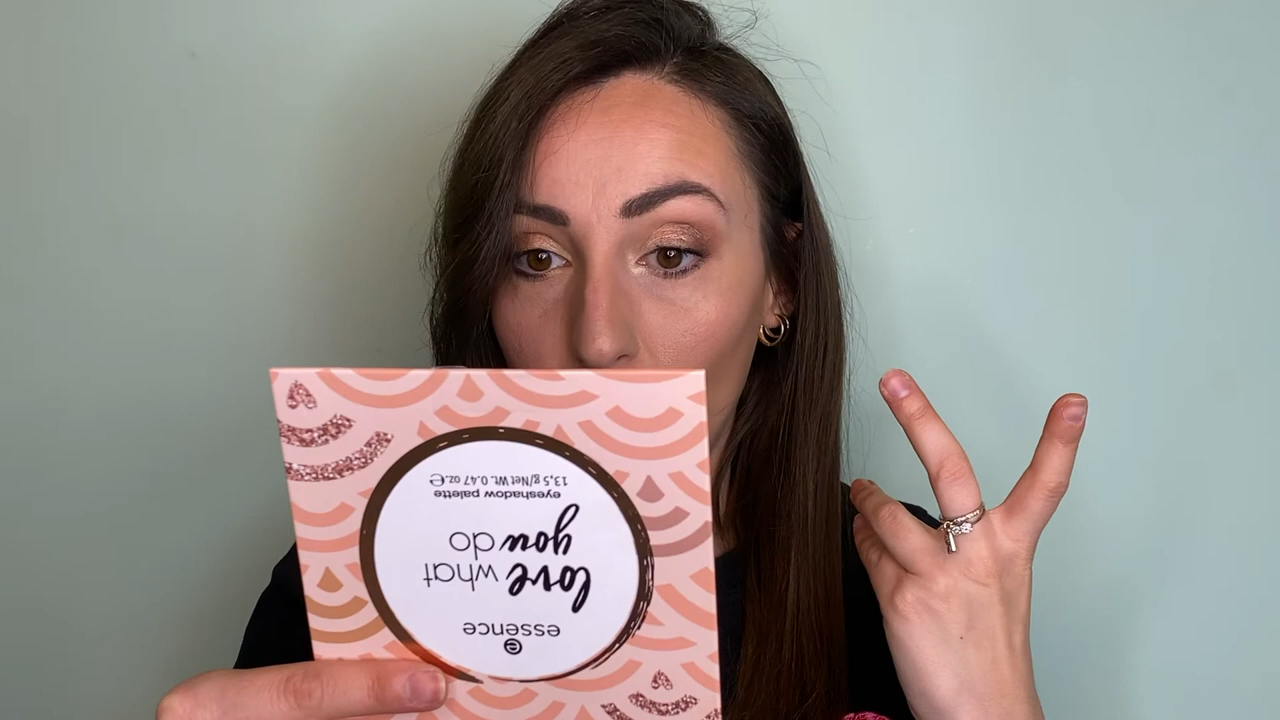 essence
love what
you do
eyeshadow palette
13,5 g/Net Wt. 0.47 oz. ℮